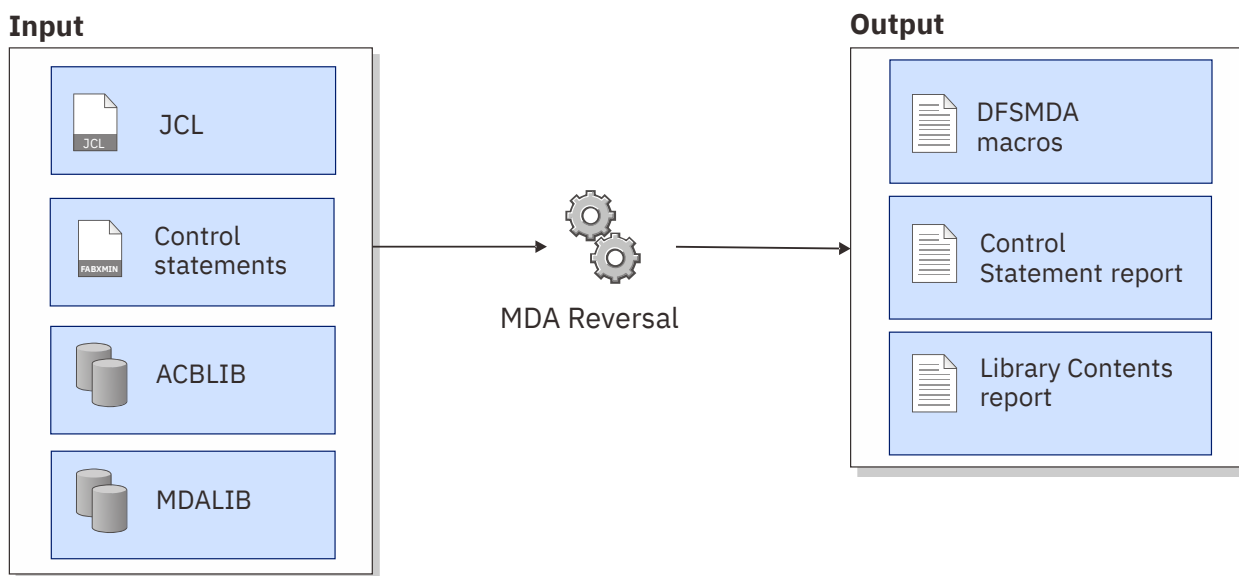 Input
JCL
JCL
Control
statements
FABXMIN
ACBLIB
MDALIB
MDA Reversal
Output
DFSMDA
macros
Control
Statement report
Library Contents
report